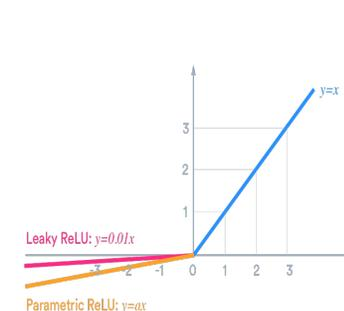 y=x
3
2
1
Leaky ReLU: y=0.01x
-3 -2 -1 0 1 2 3
Parametric ReLU: y=ax